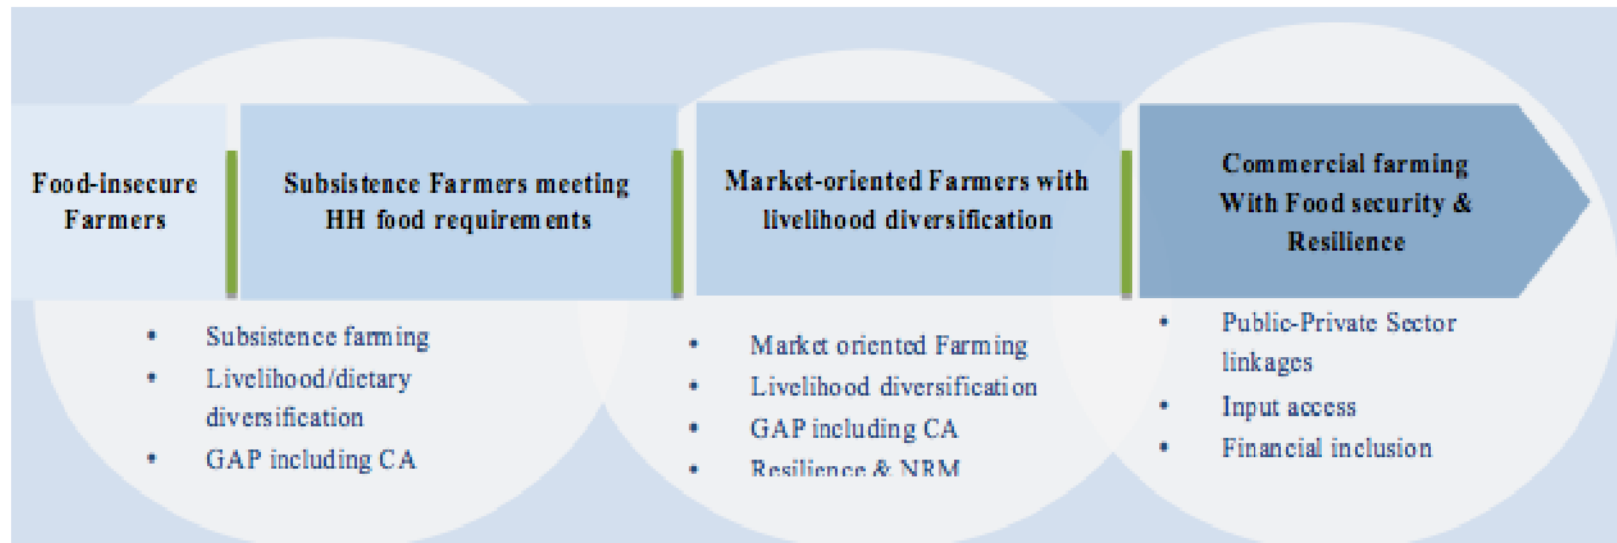 Food-insecure
Farmers
Subsistence Farmers meeting
HH food requirements
Market-oriented Farmers with
livelihood diversification
Commercial farming
With Food security &
Resilience
• Subsistence farming
• Livelihood/dietary
diversification
• GAP including CA
• Market oriented Farming
• Livelihood diversification
• GAP including CA
• Resilience & NRM
• Public-Private Sector
linkages
• Input access
• Financial inclusion